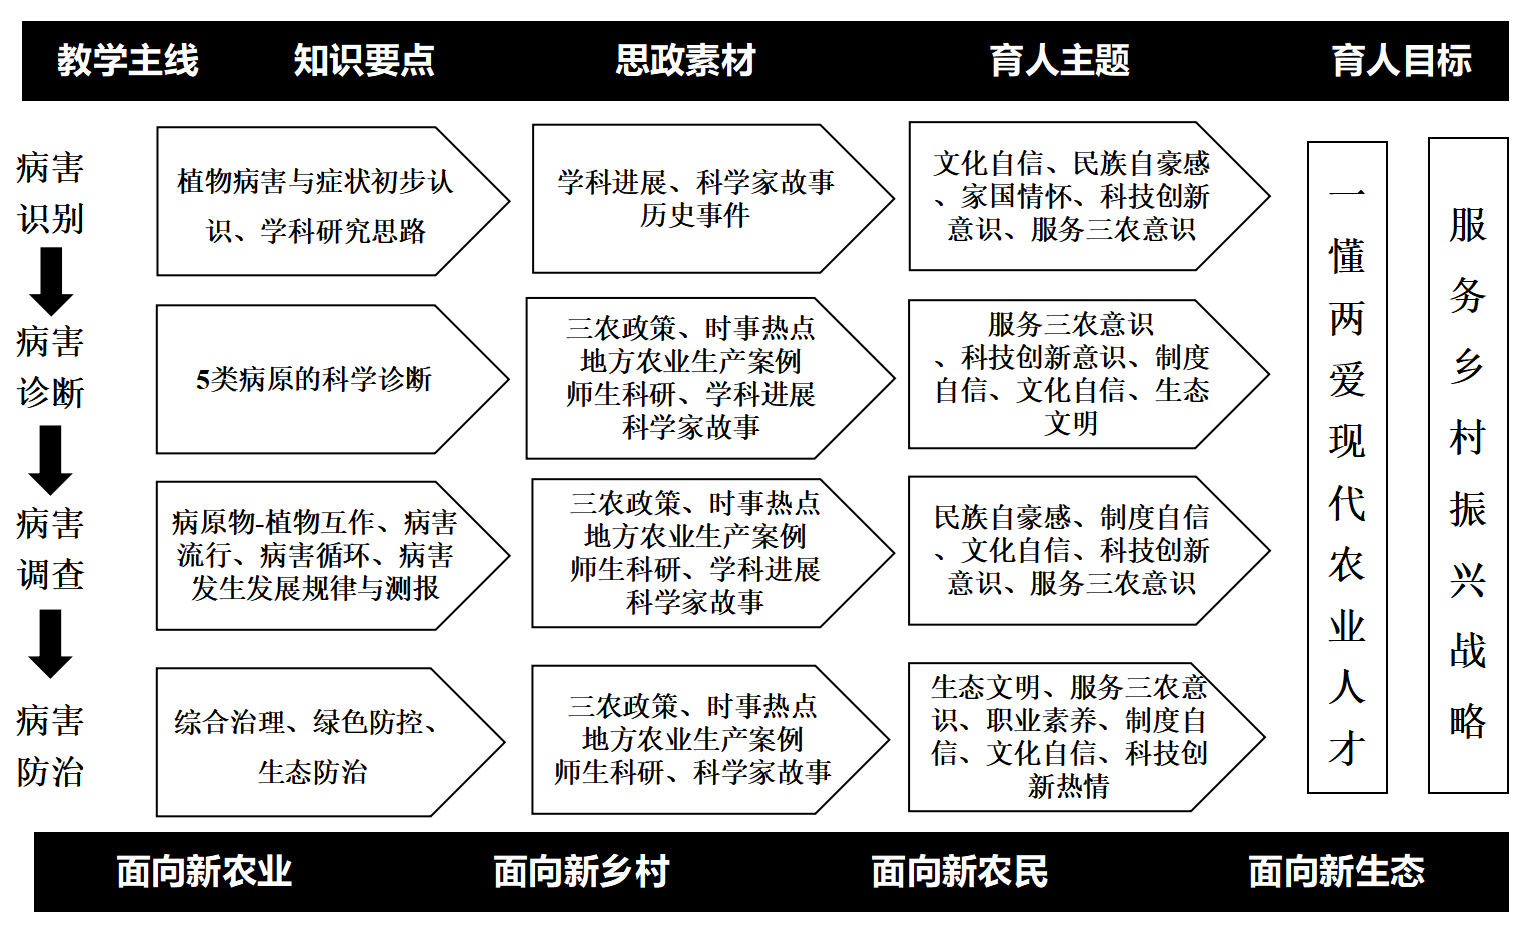 教学主线 知识要点 思政素材 育人主题 育人目标
病害
识别
植物病害与症状初步认
识、学科研究思路
学科进展、科学家故事
历史事件
文化自信、民族自豪感
、家国情怀、科技创新
意识、服务三农意识
病害
诊断
5类病原的科学诊断
三农政策、时事热点
地方农业生产案例
师生科研、学科进展
科学家故事
服务三农意识
、科技创新意识、制度
自信、文化自信、生态
文明
病害
调查
病原物-植物互作、病害
流行、病害循环、病害
发生发展规律与测报
三农政策、时事热点
地方农业生产案例
师生科研、学科进展
科学家故事
民族自豪感、制度自信
、文化自信、科技创新
意识、服务三农意识
病害
防治
综合治理、绿色防控、
生态防治
三农政策、时事热点
地方农业生产案例
师生科研、科学家故事
生态文明、服务三农意
识、职业素养、制度自
信、文化自信、科技创
新热情
一懂两爱现代农业人才
服务乡村振兴战略
面向新农业 面向新乡村 面向新农民 面向新生态